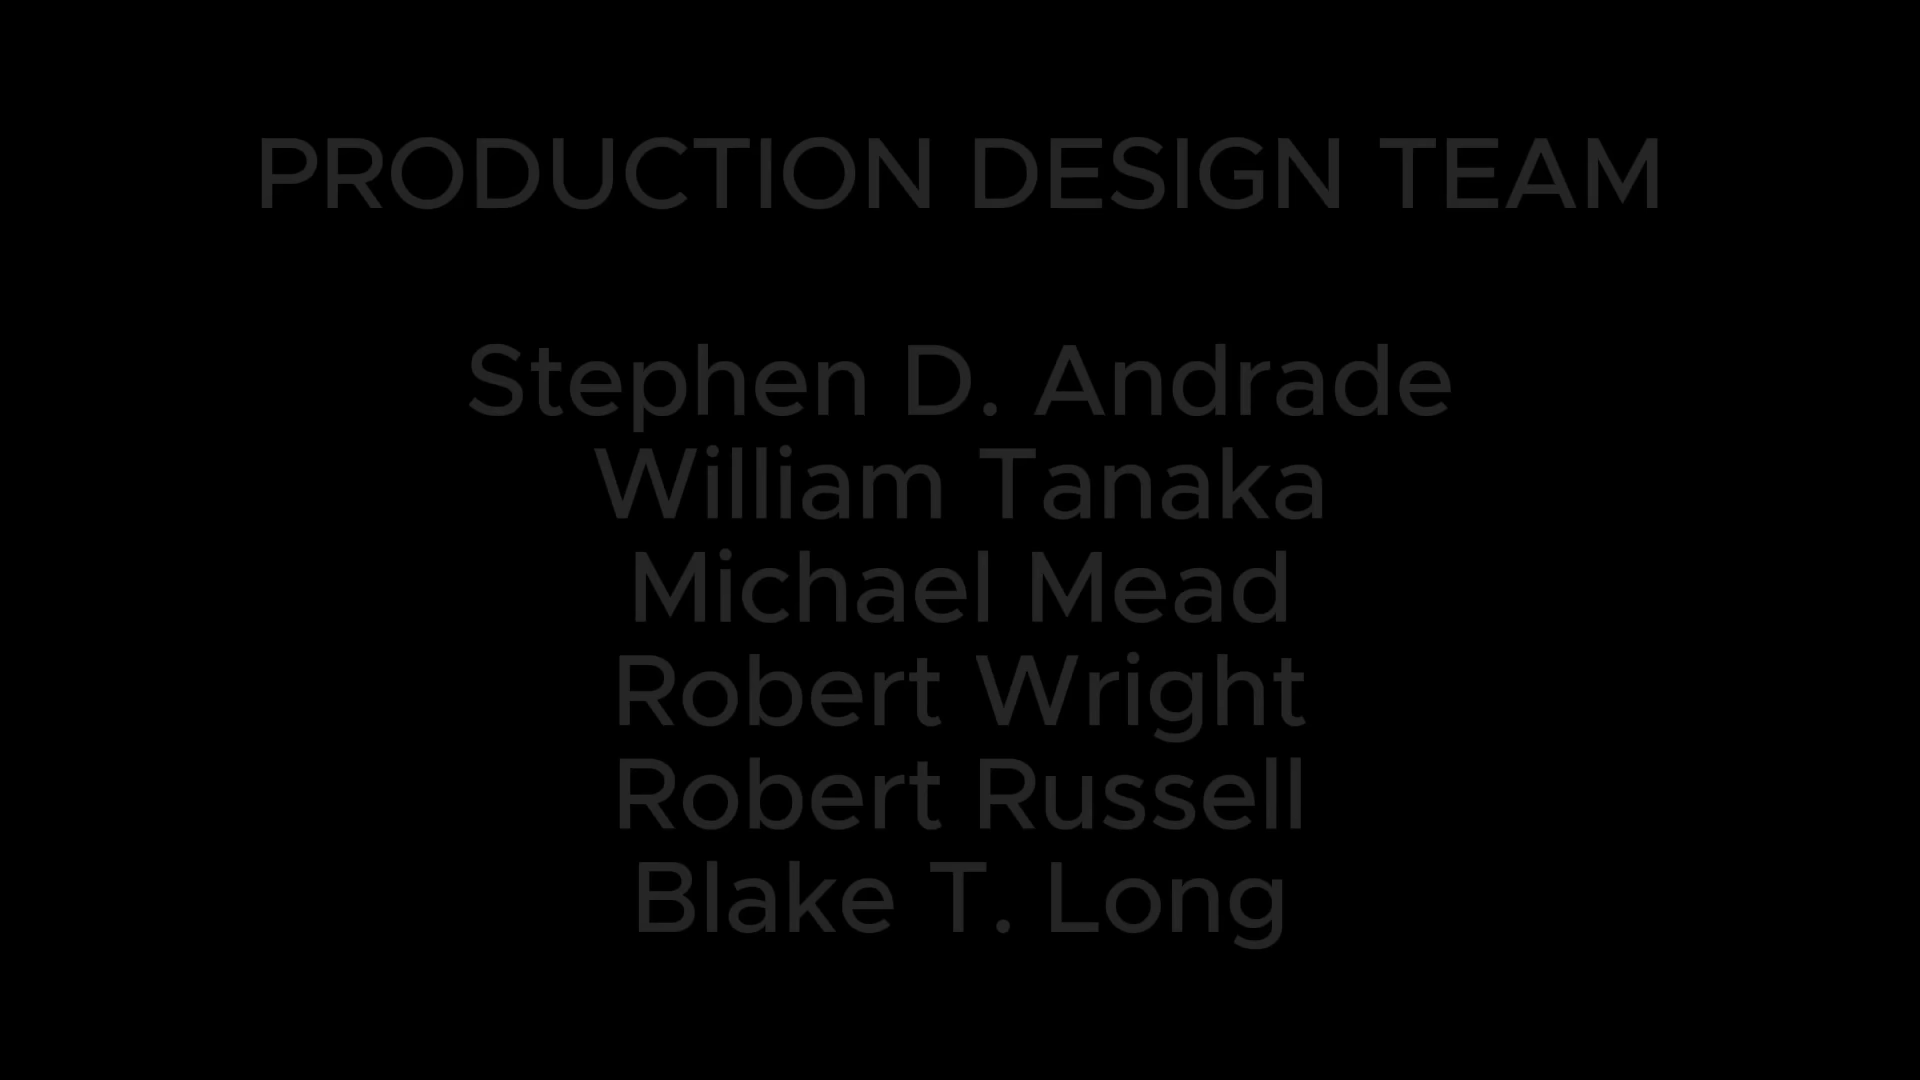 PRODUCTION DESIGN TEAM
Stephen D. Andrade
William Tanaka
Michael Mead
Robert Wright
Robert Russell
Blake T. Long